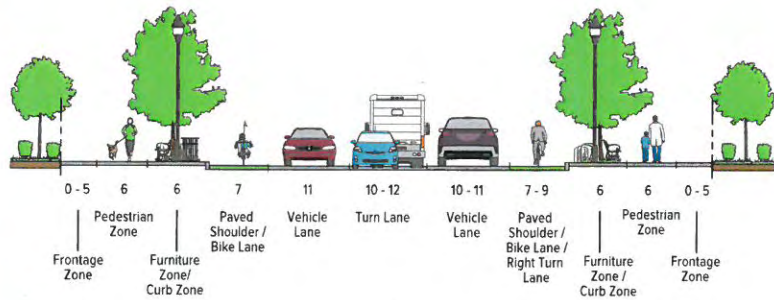 0 - 5 6 6 7 11 10 - 12 10 - 11 7 - 9 6 6 0 - 5
Frontage
Zone
Pedestrian
Zone
Furniture
Zone/
Curb Zone
Paved
Shoulder /
Bike Lane
Vehicle
Lane
Turn Lane
Vehicle
Lane
Paved
Shoulder /
Bike Lane /
Right Turn
Lane
Furniture
Zone /
Curb Zone
Pedestrian
Zone
Frontage
Zone